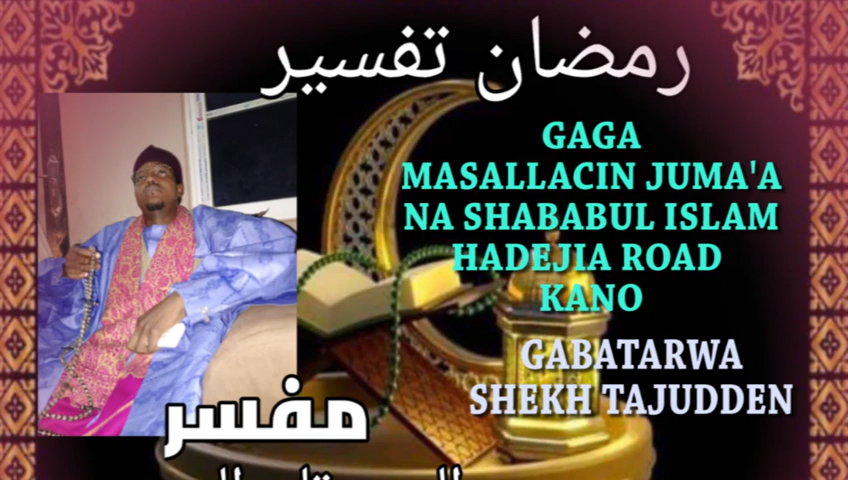 رمضان تفسير
GAGA
MASALLACIN JUMA'A
NA SHABABUL ISLAM
HADEJIA ROAD
KANO
GABATARWA
SHEKH TAJUDDEN
مفسر